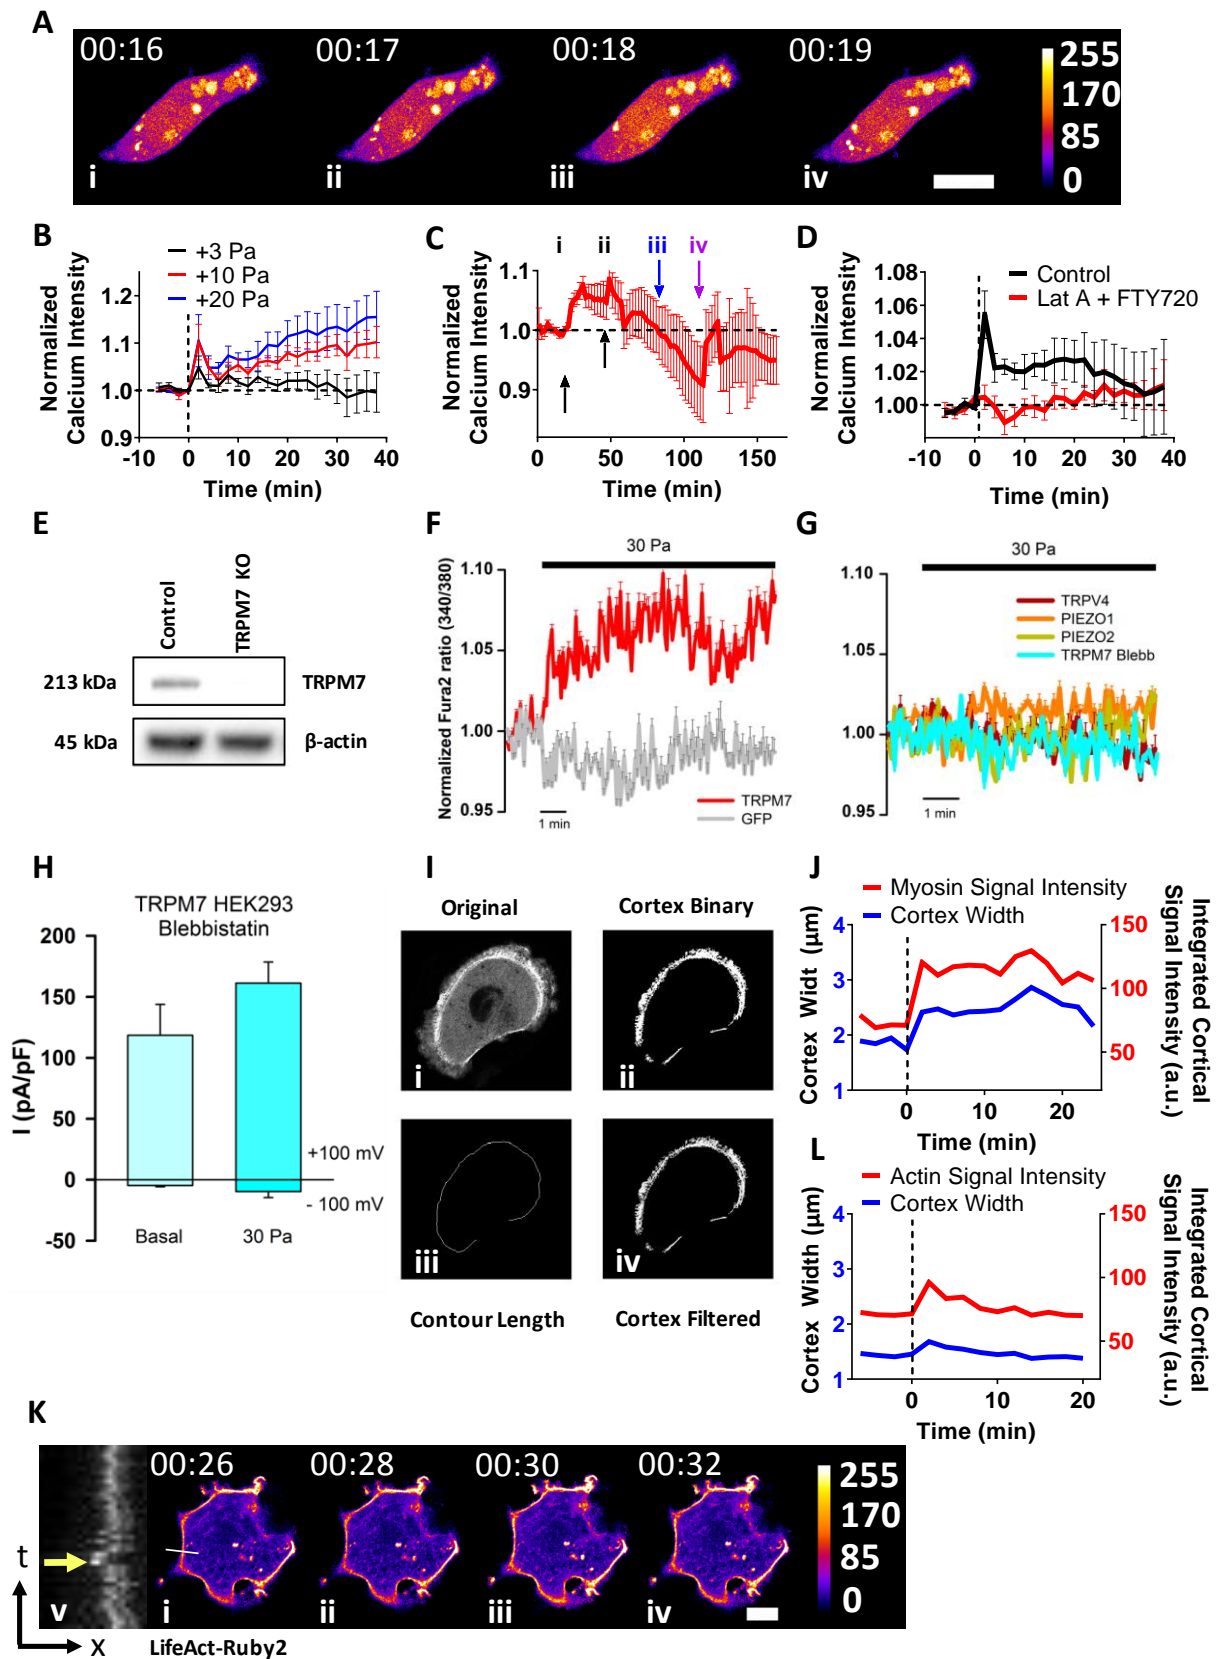 A
00:16
00:17
00:18
00:19
255
170
85
0
i
ii
iii
iv
B
+3 Pa
+10 Pa
+20 Pa
Normalized
Calcium Intensity
1.2
1.1
1.0
0.9
-10 0 10 20 30 40
Time (min)
C
i
ii
iii
iv
Normalized
Calcium Intensity
1.1
1.0
0.9
0 50 100 150
Time (min)
D
Control
Lat A + FTY720
Normalized
Calcium Intensity
1.08
1.06
1.04
1.02
1.00
-10 0 10 20 30 40
Time (min)
E
Control
TRPM7 KO
213 kDa
TRPM7
45 kDa
β-actin
F
30 Pa
Normalized Fura2 ratio (340/380)
1.10
1.05
1.00
0.95
TRPM7
GFP
1 min
G
30 Pa
1.10
1.05
1.00
0.95
TRPV4
PIEZO1
PIEZO2
TRPM7 Blebb
1 min
H
TRPM7 HEK293
Blebbistatin
I (pA/pF)
200
150
100
50
0
-50
+100 mV
- 100 mV
Basal
30 Pa
I
Original
Cortex Binary
i
ii
iii
iv
Contour Length
Cortex Filtered
J
Myosin Signal Intensity
Cortex Width
Cortex Widt (μm)
4
3
2
1
150
100
50
Integrated Cortical
Signal Intensity (a.u.)
0 10 20
Time (min)
L
Actin Signal Intensity
Cortex Width
Cortex Width (μm)
4
3
2
1
150
100
50
Integrated Cortical
Signal Intensity (a.u.)
0 10 20
Time (min)
K
00:26
00:28
00:30
00:32
255
170
85
0
t
v
i
ii
iii
iv
x
LifeAct-Ruby2